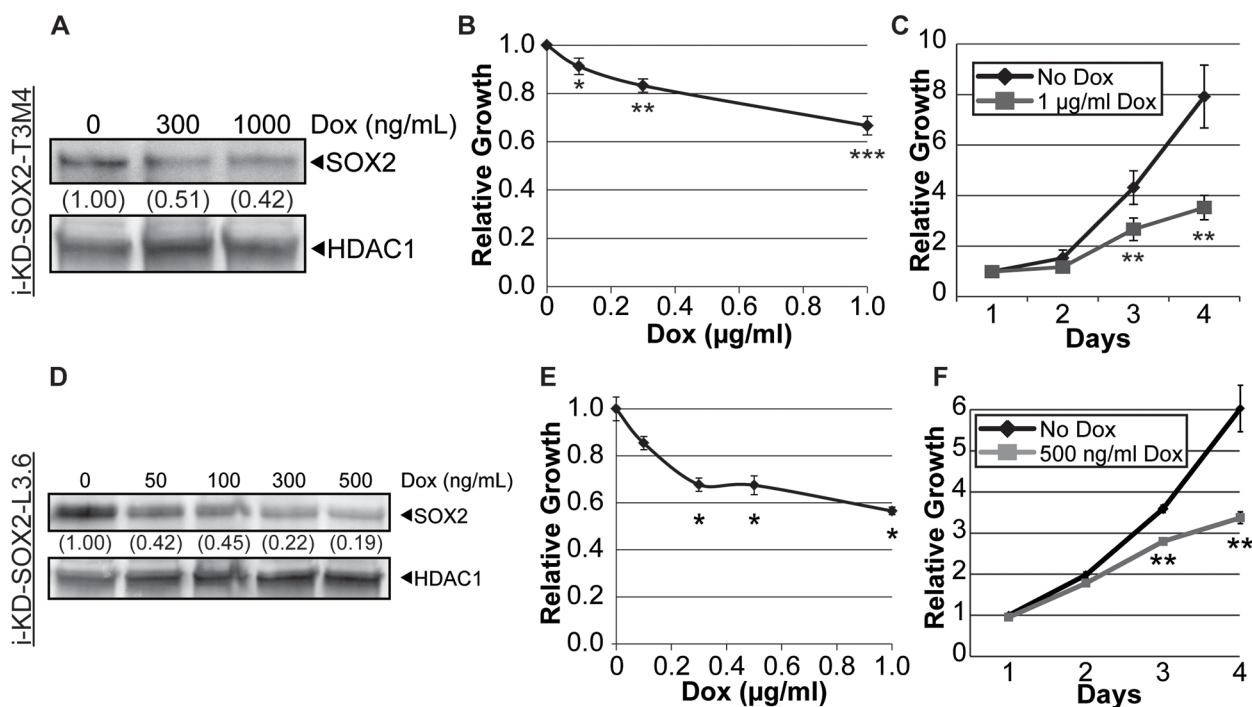 A
i-KD-SOX2-T3M4
0 300 1000 Dox (ng/mL)
◄SOX2
(1.00) (0.51) (0.42)
◄HDAC1
B
Relative Growth
1.0
0.8
0.6
0.4
0.2
0.0
*
**
***
0 0.2 0.4 0.6 0.8 1.0
Dox (µg/ml)
C
Relative Growth
10
8
6
4
2
0
No Dox
1 µg/ml Dox
**
**
1 2 3 4
Days
D
i-KD-SOX2-L3.6
0 50 100 300 500 Dox (ng/mL)
◄SOX2
(1.00) (0.42) (0.45) (0.22) (0.19)
◄HDAC1
E
Relative Growth
1.0
0.8
0.6
0.4
0.2
0.0
*
*
*
0 0.2 0.4 0.6 0.8 1.0
Dox (µg/ml)
F
Relative Growth
6
5
4
3
2
1
0
No Dox
500 ng/ml Dox
**
**
1 2 3 4
Days